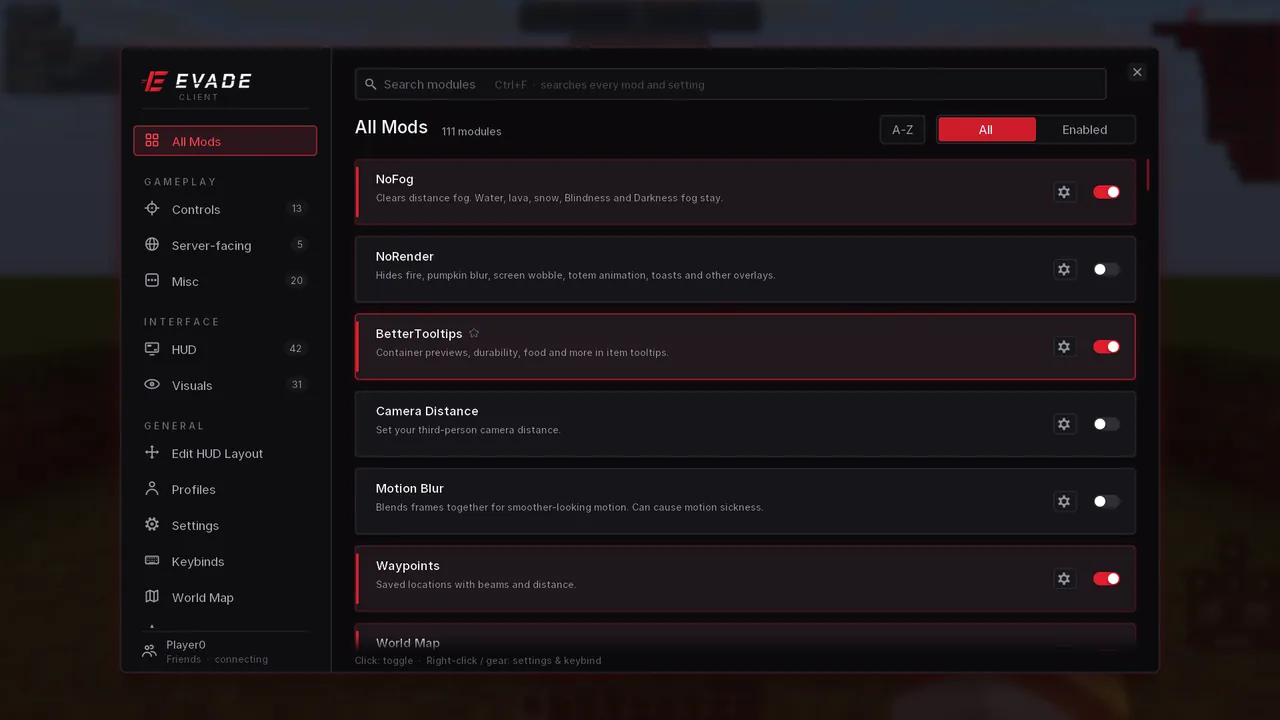 EVADE
CLIENT
All Mods
GAMEPLAY
Controls 13
Server-facing 5
Misc 20
INTERFACE
HUD 42
Visuals 31
GENERAL
Edit HUD Layout
Profiles
Settings
Keybinds
World Map
Player0
Friends · connecting
Search modules Ctrl+F · searches every mod and setting
All Mods 111 modules
A-Z All Enabled
NoFog
Clears distance fog. Water, lava, snow, Blindness and Darkness fog stay.
NoRender
Hides fire, pumpkin blur, screen wobble, totem animation, toasts and other overlays.
BetterTooltips
Container previews, durability, food and more in item tooltips.
Camera Distance
Set your third-person camera distance.
Motion Blur
Blends frames together for smoother-looking motion. Can cause motion sickness.
Waypoints
Saved locations with beams and distance.
World Map
Click: toggle · Right-click / gear: settings & keybind